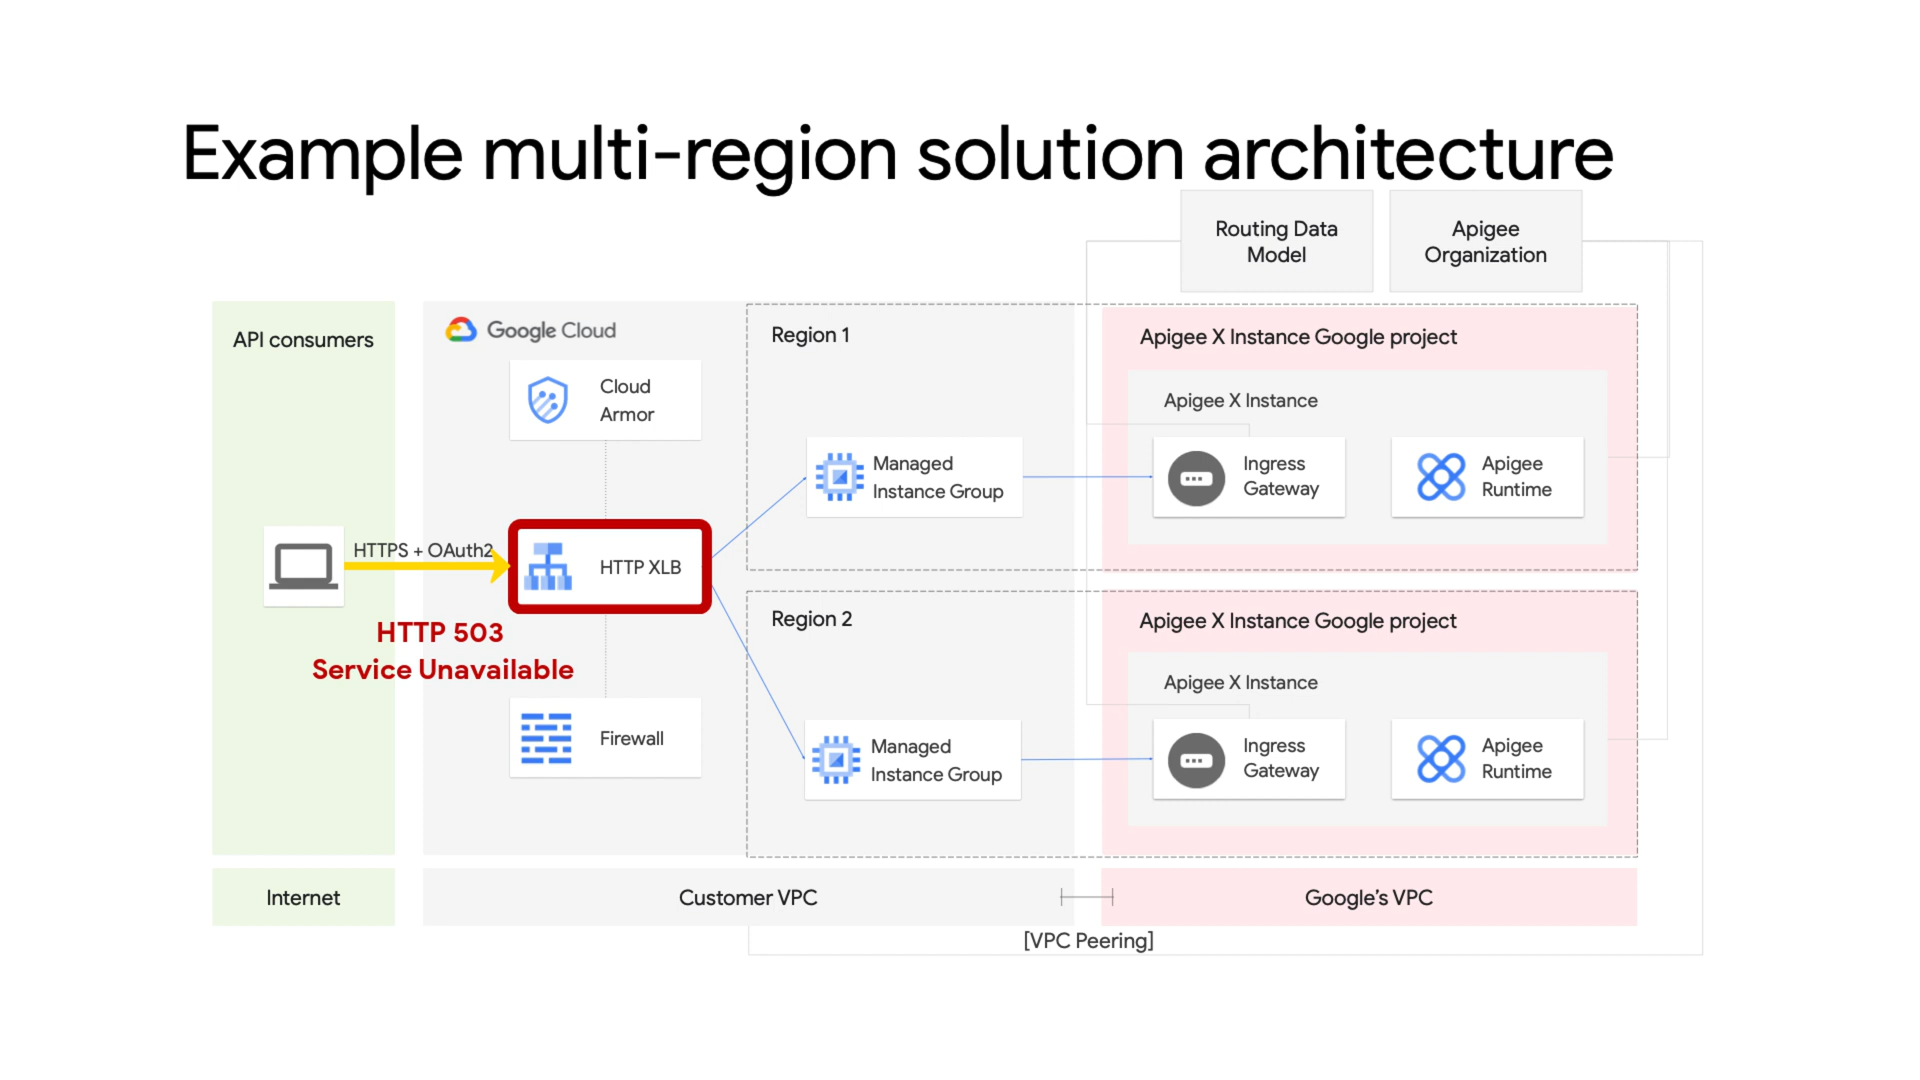 Example multi-region solution architecture
Routing Data
Model
Apigee
Organization
API consumers
Google Cloud
Cloud
Armor
HTTPS + OAuth2
HTTP XLB
HTTP 503
Service Unavailable
Firewall
Region 1
Managed
Instance Group
Apigee X Instance Google project
Apigee X Instance
Ingress
Gateway
Apigee
Runtime
Region 2
Managed
Instance Group
Apigee X Instance Google project
Apigee X Instance
Ingress
Gateway
Apigee
Runtime
Internet
Customer VPC
Google’s VPC
[VPC Peering]